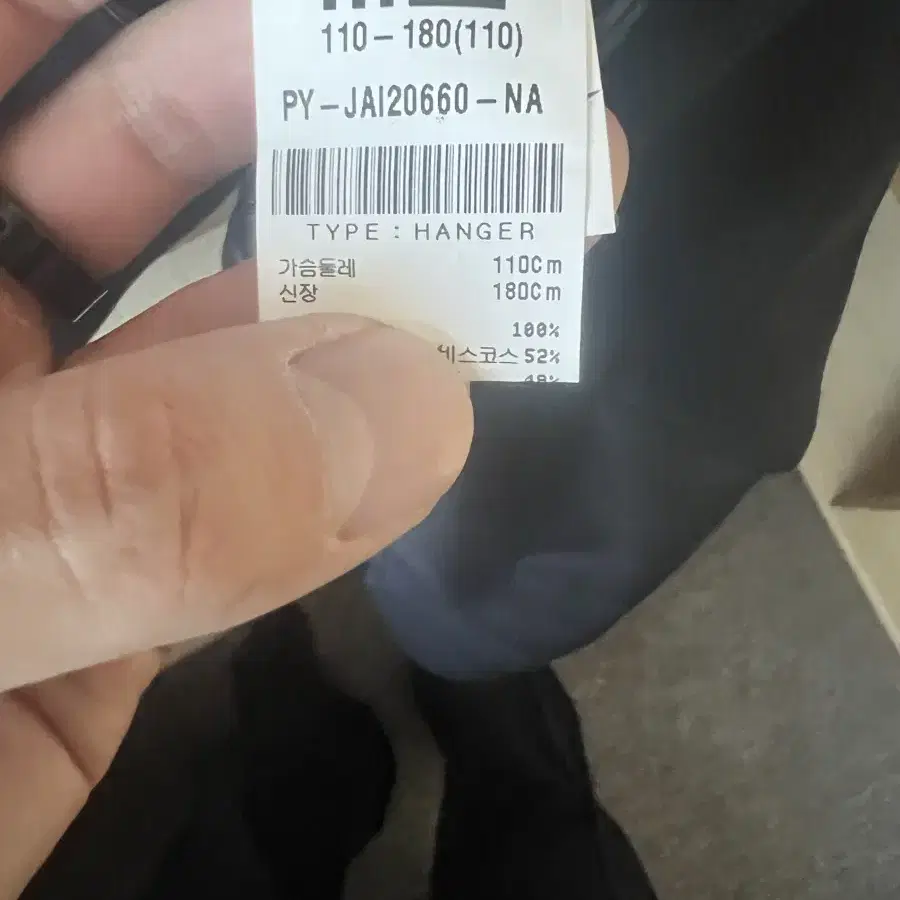 110-180(110)
PY-JAI20660-NA
TYPE : HANGER
가슴둘레 110Cm
신장 180Cm
100%
비스코스 52%
48%